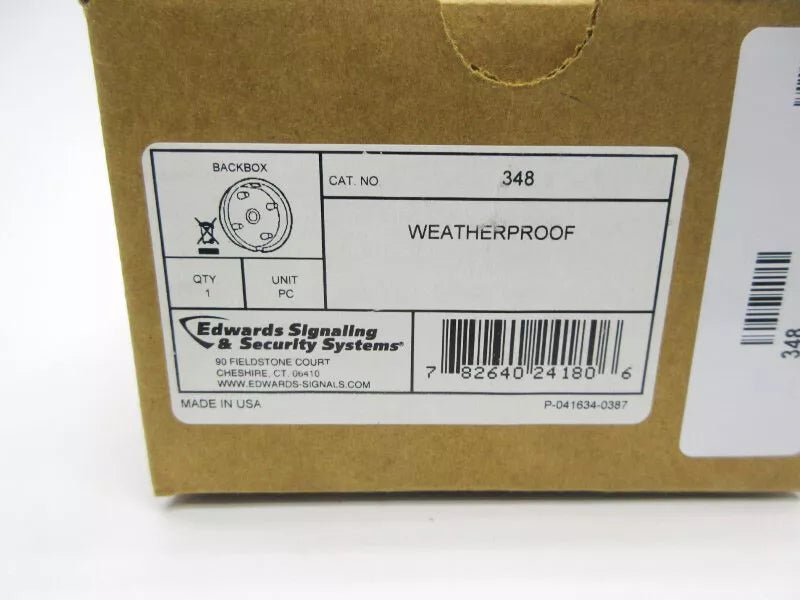 BACKBOX
CAT. NO. 348
WEATHERPROOF
QTY
1
UNIT
PC
Edwards Signaling
& Security Systems®
90 FIELDSTONE COURT
CHESHIRE, CT. 06410
WWW.EDWARDS-SIGNALS.COM
7 82640 24180 6
MADE IN USA
P-041634-0387
348